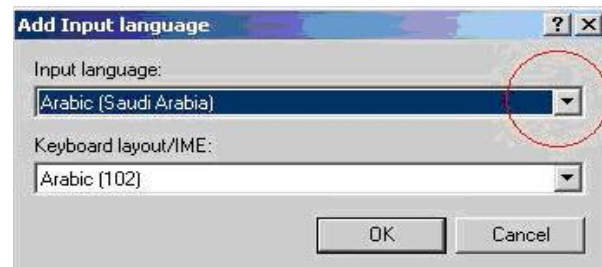 Add Input language
Input language:
Arabic (Saudi Arabia)
Keyboard layout/IME:
Arabic (102)
OK Cancel